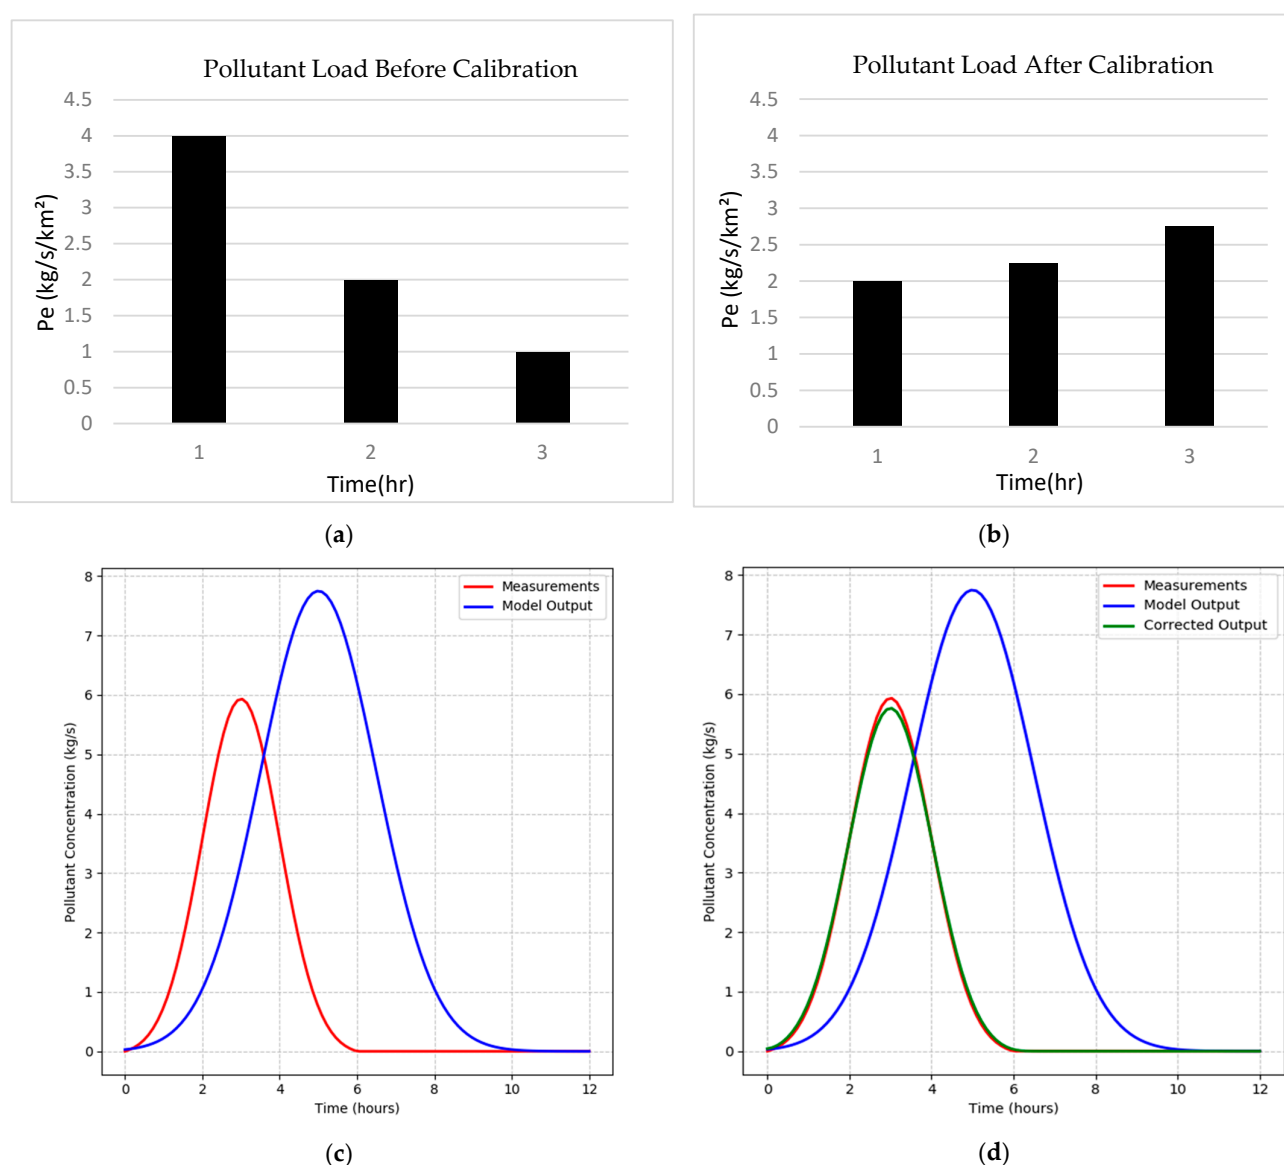 Pollutant Load Before Calibration
4.5
4
3.5
3
2.5
2
1.5
1
0.5
0
Pe (kg/s/km²)
1 2 3
Time(hr)
(a)
Pollutant Load After Calibration
4.5
4
3.5
3
2.5
2
1.5
1
0.5
0
Pe (kg/s/km²)
1 2 3
Time(hr)
(b)
Measurements
Model Output
8
7
6
5
4
3
2
1
0
Pollutant Concentration (kg/s)
0 2 4 6 8 10 12
Time (hours)
(c)
Measurements
Model Output
Corrected Output
8
7
6
5
4
3
2
1
0
Pollutant Concentration (kg/s)
0 2 4 6 8 10 12
Time (hours)
(d)